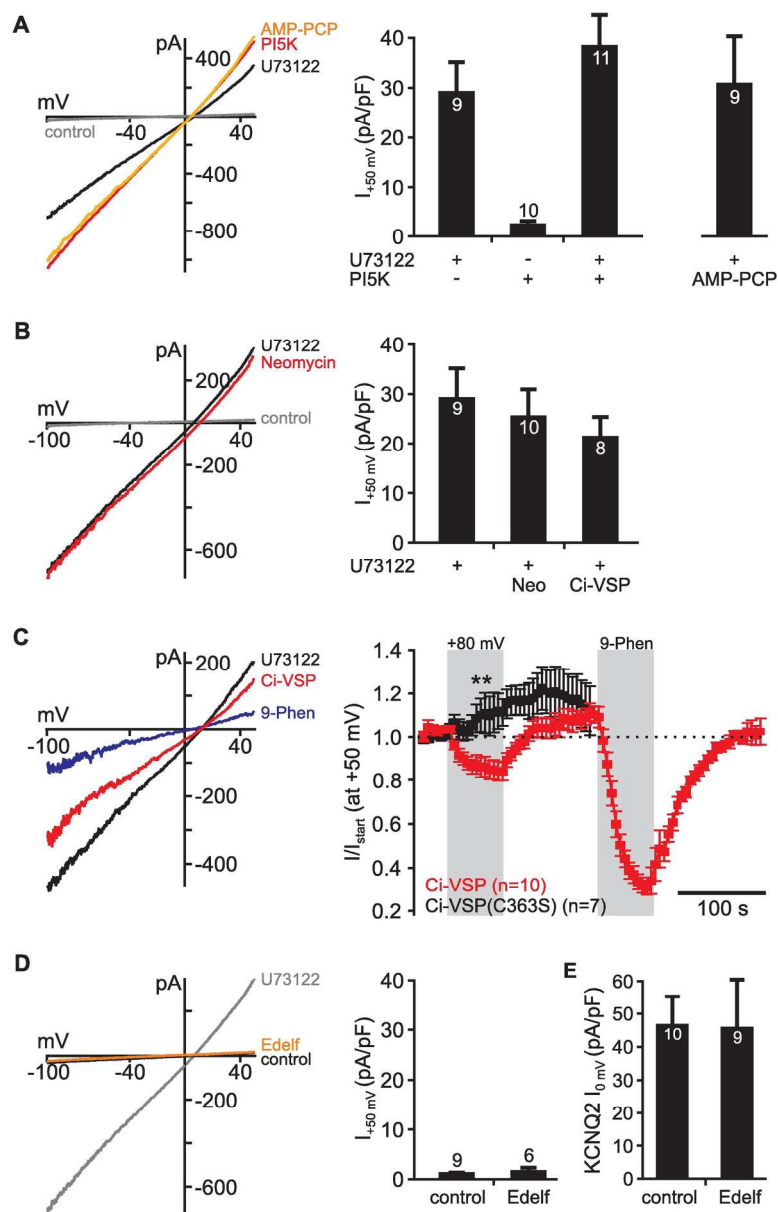 A
pA
400
AMP-PCP
PI5K
U73122
mV
-100
control
-40
40
-400
-800
I+50 mV (pA/pF)
40
30
20
10
0
9
10
11
9
U73122 + - + +
PI5K - + + AMP-PCP
B
pA
200
U73122
Neomycin
mV
control
-100
-40
40
-200
-400
-600
I+50 mV (pA/pF)
40
30
20
10
0
9
10
8
U73122 + + +
Neo Ci-VSP
C
pA
200
U73122
Ci-VSP
mV
9-Phen
-100
-40
40
-200
-400
I/Istart (at +50 mV)
1.4
1.2
1.0
0.8
0.6
0.4
0.2
+80 mV
9-Phen
**
Ci-VSP (n=10)
Ci-VSP(C363S) (n=7)
100 s
D
pA
U73122
mV
Edelf
control
-100
-40
40
-200
-600
I+50 mV (pA/pF)
40
30
20
10
0
9
6
control Edelf
E
KCNQ2 I0 mV (pA/pF)
60
50
40
30
20
10
0
10
9
control Edelf